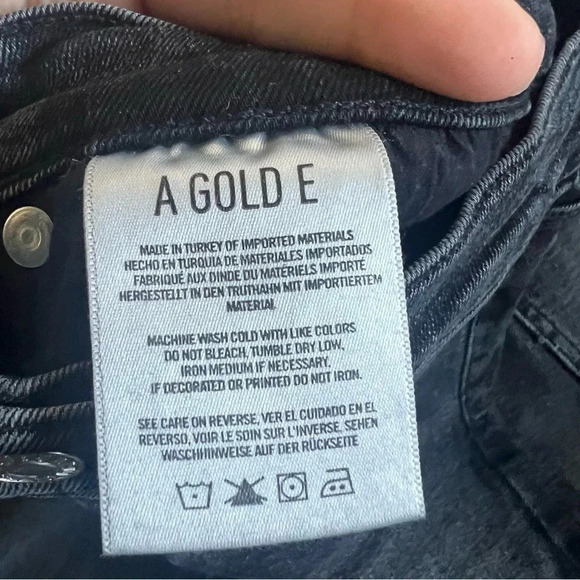 A GOLD E
MADE IN TURKEY OF IMPORTED MATERIALS
HECHO EN TURQUIA DE MATERIALES IMPORTADOS
FABRIQUÉ AUX DINDE DU MATÉRIELS IMPORTÉ
HERGESTELLT IN DEN TRUTHAHN MIT IMPORTIERTEM
MATERIAL
MACHINE WASH COLD WITH LIKE COLORS
DO NOT BLEACH, TUMBLE DRY LOW,
IRON MEDIUM IF NECESSARY.
IF DECORATED OR PRINTED DO NOT IRON.
SEE CARE ON REVERSE, VER EL CUIDADO EN EL
REVERSO, VOIR LE SOIN SUR L'INVERSE, SEHEN
WASCHHINWEISE AUF DER RÜCKSEITE